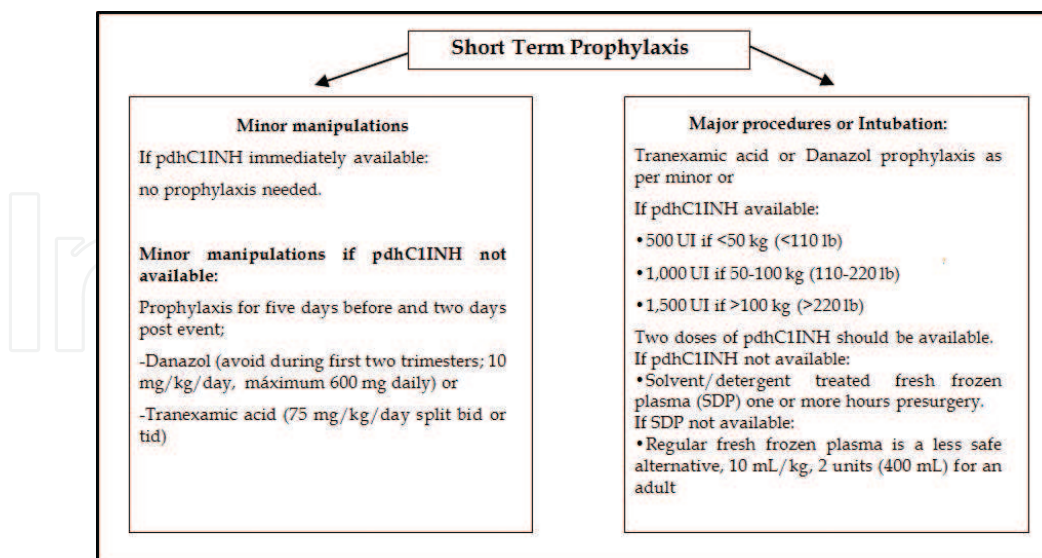 Short Term Prophylaxis
Minor manipulations
If pdhC1INH immediately available:
no prophylaxis needed.
Minor manipulations if pdhC1INH not
available:
Prophylaxis for five days before and two days
post event;
-Danazol (avoid during first two trimesters; 10
mg/kg/day, máximum 600 mg daily) or
-Tranexamic acid (75 mg/kg/day split bid or
tid)
Major procedures or Intubation:
Tranexamic acid or Danazol prophylaxis as
per minor or
If pdhC1INH available:
•500 UI if <50 kg (<110 lb)
•1,000 UI if 50-100 kg (110-220 lb)
•1,500 UI if >100 kg (>220 lb)
Two doses of pdhC1INH should be available.
If pdhC1INH not available:
•Solvent/detergent treated fresh frozen
plasma (SDP) one or more hours presurgery.
If SDP not available:
•Regular fresh frozen plasma is a less safe
alternative, 10 mL/kg, 2 units (400 mL) for an
adult